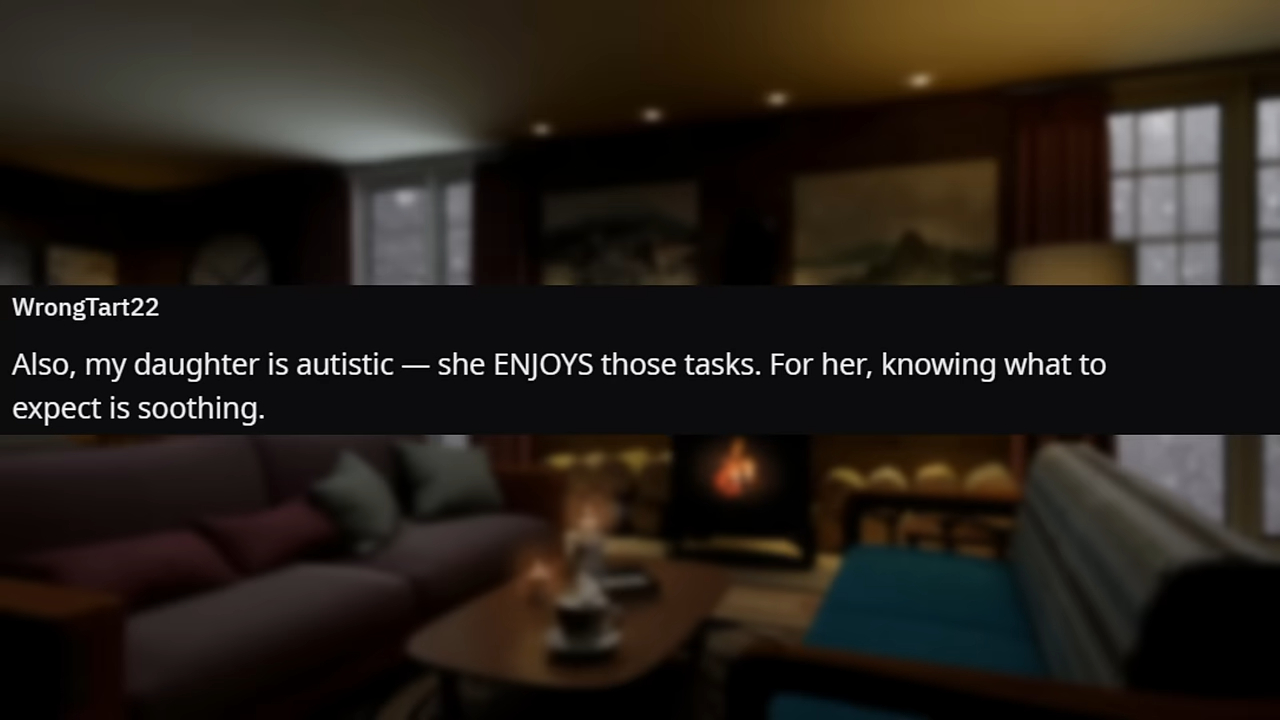 WrongTart22
Also, my daughter is autistic — she ENJOYS those tasks. For her, knowing what to
expect is soothing.